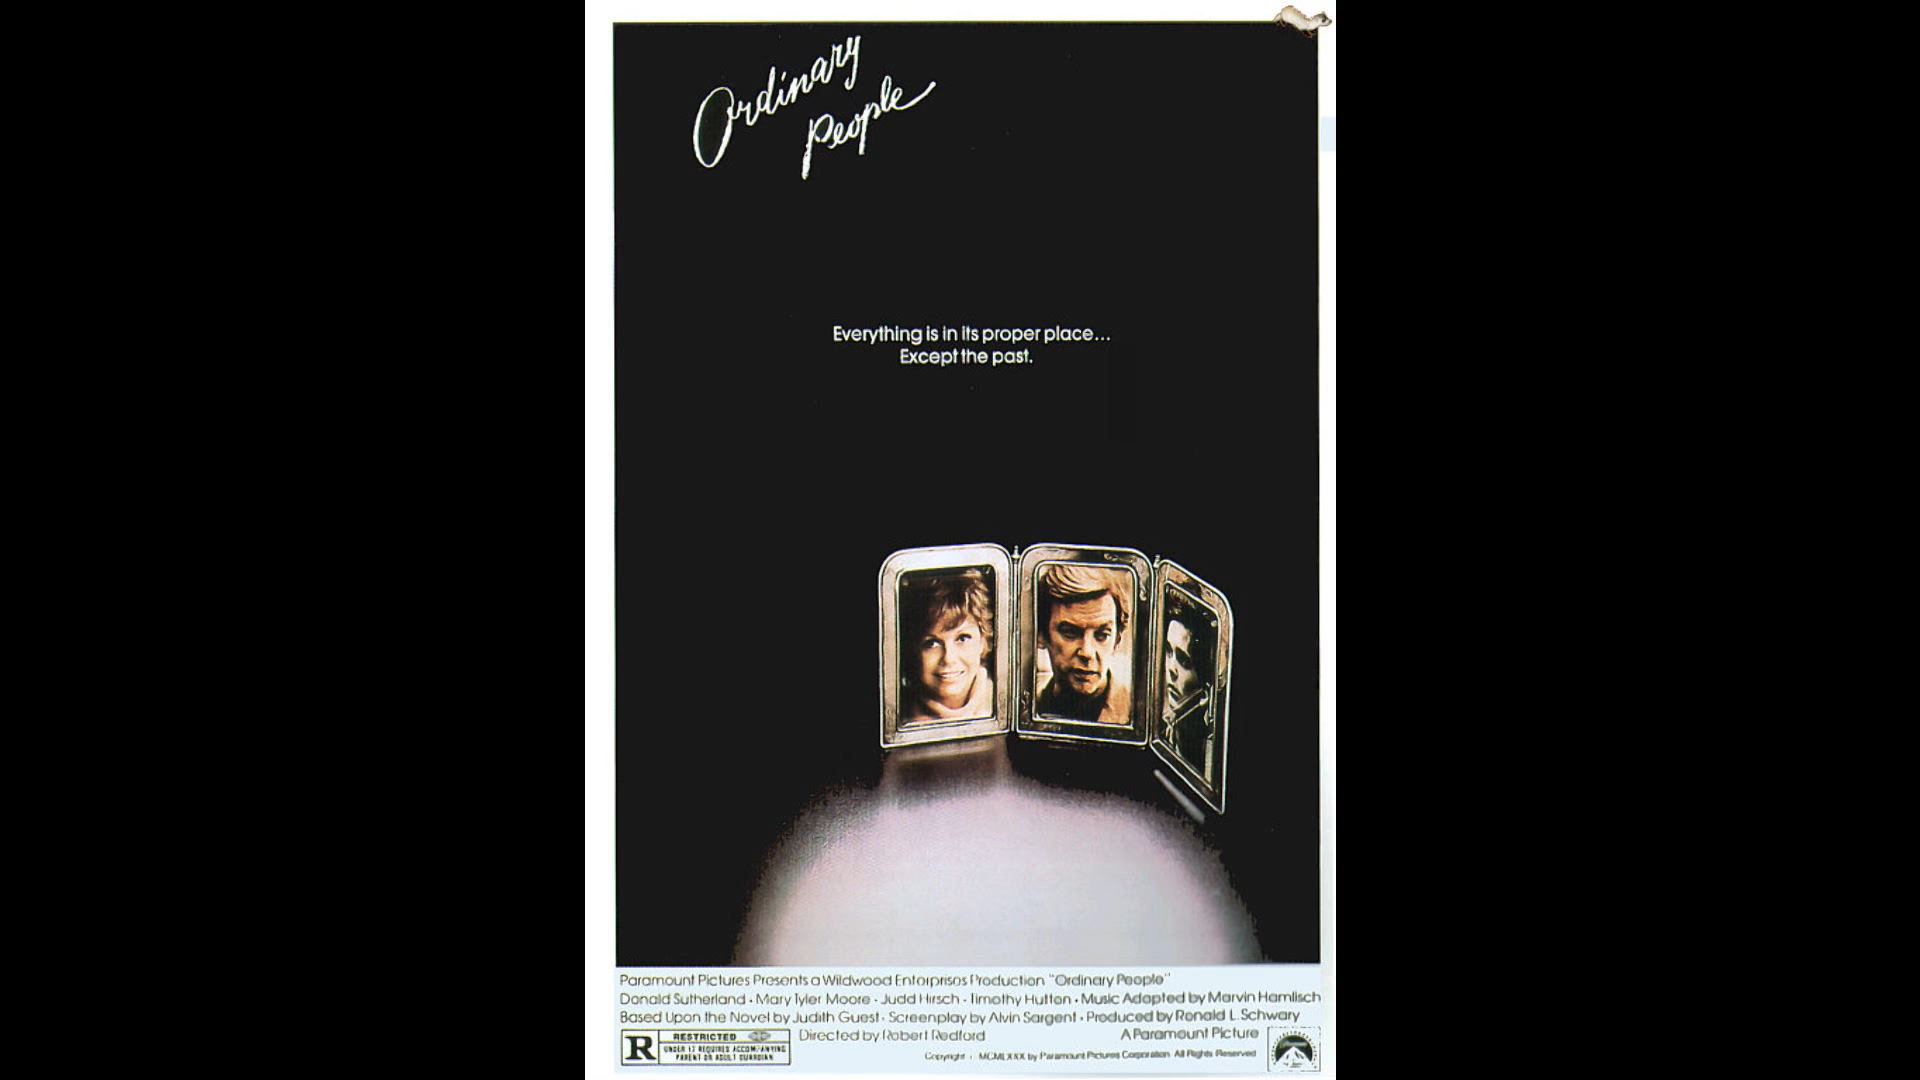 Ordinary
People
Everything is in its proper place...
Except the past.
Paramount Pictures Presents a Wildwood Enterprises Production "Ordinary People"
Donald Sutherland • Mary Tyler Moore • Judd Hirsch • Timothy Hutton • Music Adapted by Marvin Hamlisch
Based Upon the Novel by Judith Guest • Screenplay by Alvin Sargent • Produced by Ronald L. Schwary
Directed by Robert Redford A Paramount Picture
R RESTRICTED
UNDER 17 REQUIRES ACCOMPANYING
PARENT OR ADULT GUARDIAN
Copyright MCMLXXX by Paramount Pictures Corporation All Rights Reserved